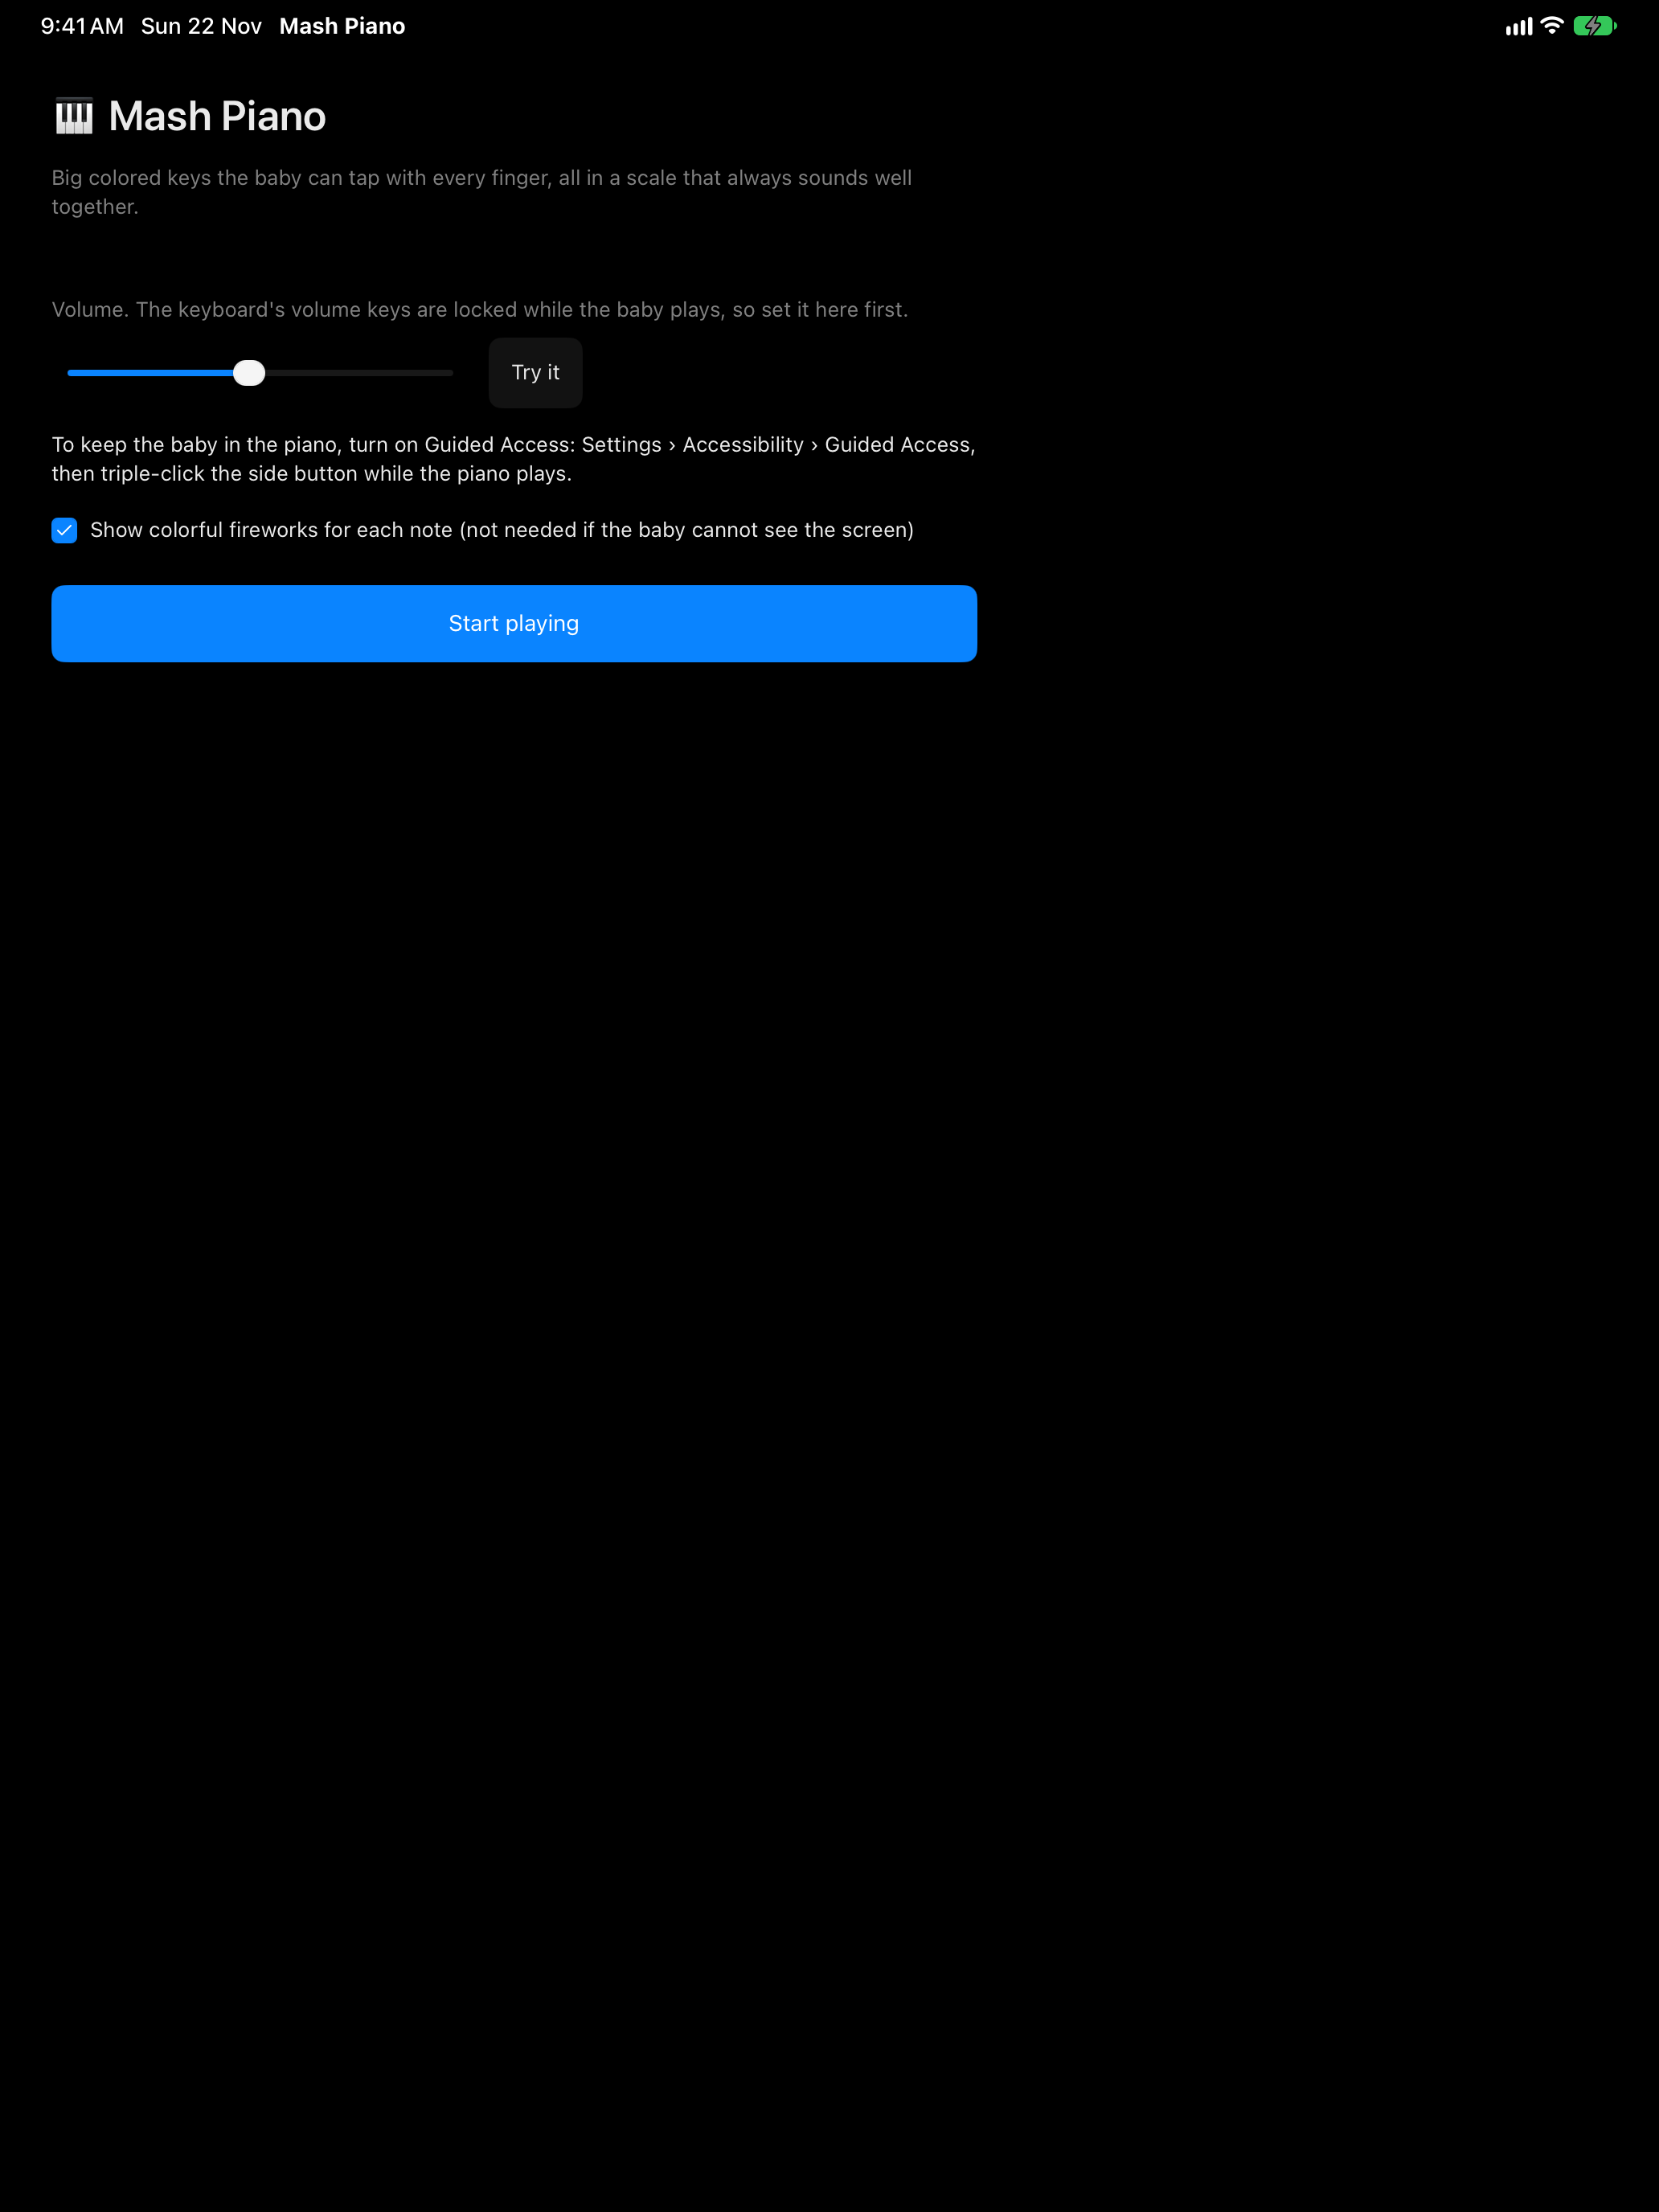 9:41 AM Sun 22 Nov Mash Piano
Mash Piano
Big colored keys the baby can tap with every finger, all in a scale that always sounds well
together.
Volume. The keyboard's volume keys are locked while the baby plays, so set it here first.
Try it
To keep the baby in the piano, turn on Guided Access: Settings › Accessibility › Guided Access,
then triple-click the side button while the piano plays.
Show colorful fireworks for each note (not needed if the baby cannot see the screen)
Start playing